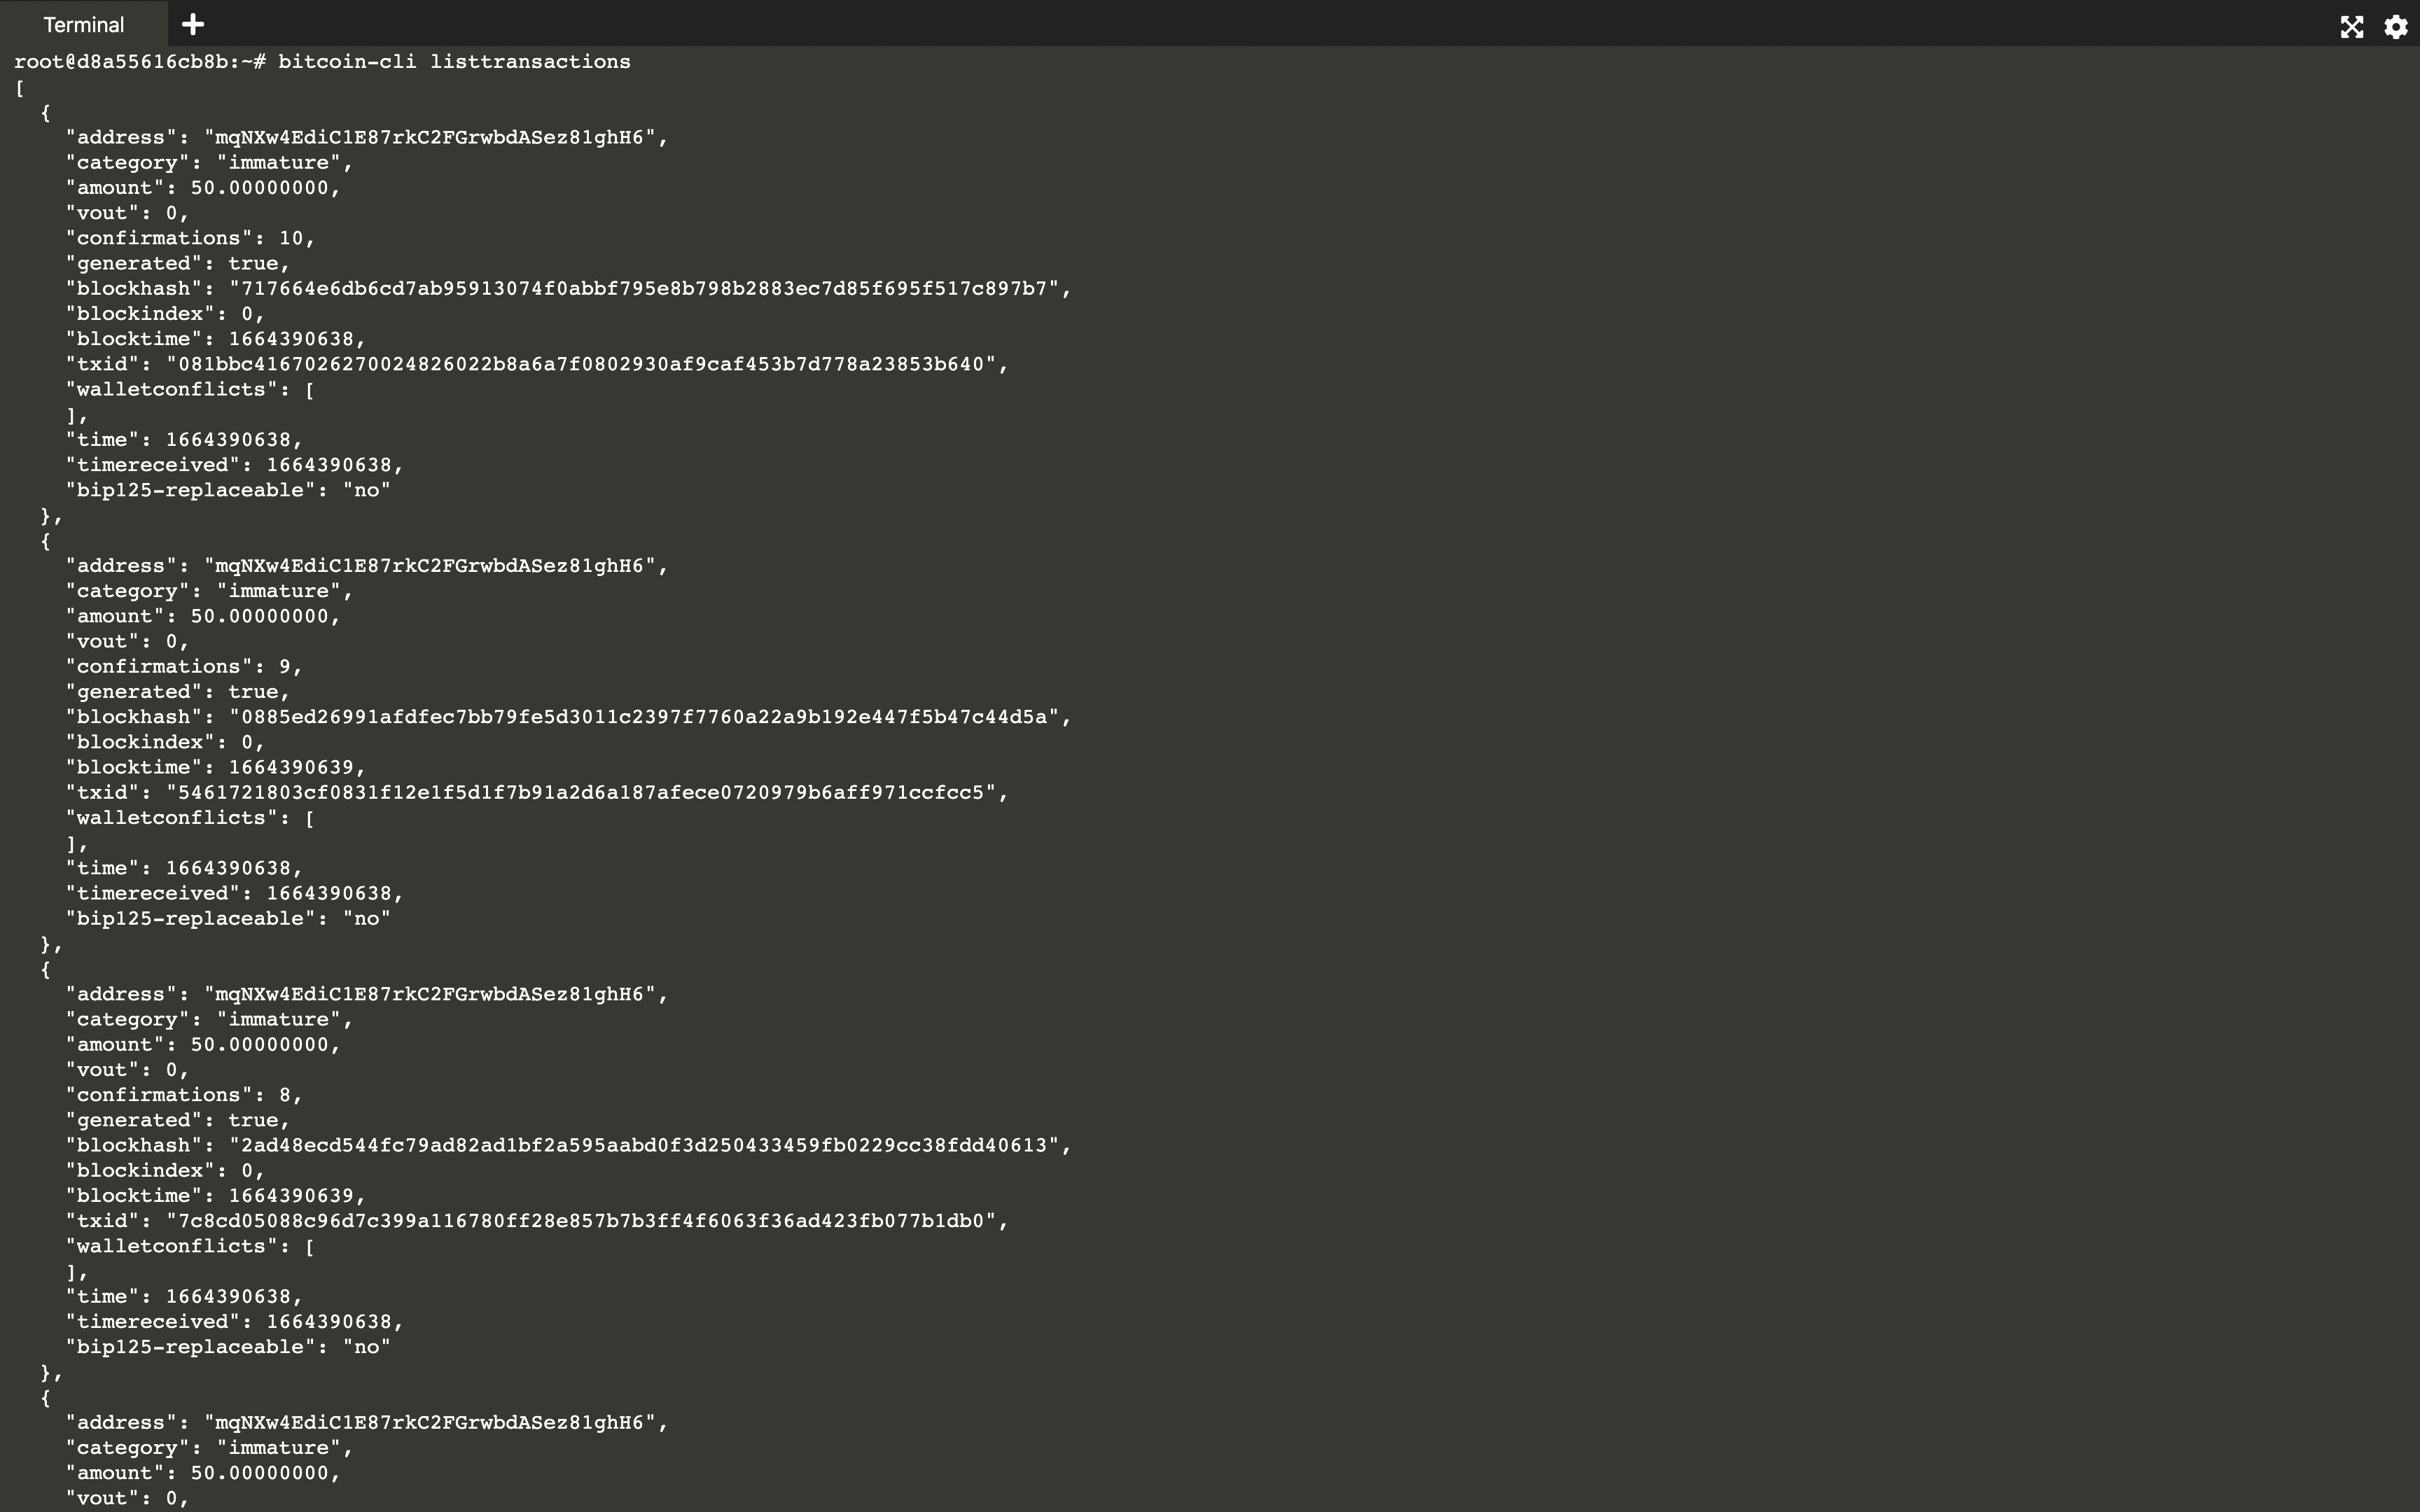 Terminal
root@d8a55616cb8b:~# bitcoin-cli listtransactions
[
  {
    "address": "mqNXw4EdiC1E87rkC2FGrwbdASez81ghH6",
    "category": "immature",
    "amount": 50.00000000,
    "vout": 0,
    "confirmations": 10,
    "generated": true,
    "blockhash": "717664e6db6cd7ab95913074f0abbf795e8b798b2883ec7d85f695f517c897b7",
    "blockindex": 0,
    "blocktime": 1664390638,
    "txid": "081bbc4167026270024826022b8a6a7f0802930af9caf453b7d778a23853b640",
    "walletconflicts": [
    ],
    "time": 1664390638,
    "timereceived": 1664390638,
    "bip125-replaceable": "no"
  },
  {
    "address": "mqNXw4EdiC1E87rkC2FGrwbdASez81ghH6",
    "category": "immature",
    "amount": 50.00000000,
    "vout": 0,
    "confirmations": 9,
    "generated": true,
    "blockhash": "0885ed26991afdfec7bb79fe5d3011c2397f7760a22a9b192e447f5b47c44d5a",
    "blockindex": 0,
    "blocktime": 1664390639,
    "txid": "5461721803cf0831f12e1f5d1f7b91a2d6a187afece0720979b6aff971ccfcc5",
    "walletconflicts": [
    ],
    "time": 1664390638,
    "timereceived": 1664390638,
    "bip125-replaceable": "no"
  },
  {
    "address": "mqNXw4EdiC1E87rkC2FGrwbdASez81ghH6",
    "category": "immature",
    "amount": 50.00000000,
    "vout": 0,
    "confirmations": 8,
    "generated": true,
    "blockhash": "2ad48ecd544fc79ad82ad1bf2a595aabd0f3d250433459fb0229cc38fdd40613",
    "blockindex": 0,
    "blocktime": 1664390639,
    "txid": "7c8cd05088c96d7c399a116780ff28e857b7b3ff4f6063f36ad423fb077b1db0",
    "walletconflicts": [
    ],
    "time": 1664390638,
    "timereceived": 1664390638,
    "bip125-replaceable": "no"
  },
  {
    "address": "mqNXw4EdiC1E87rkC2FGrwbdASez81ghH6",
    "category": "immature",
    "amount": 50.00000000,
    "vout": 0,